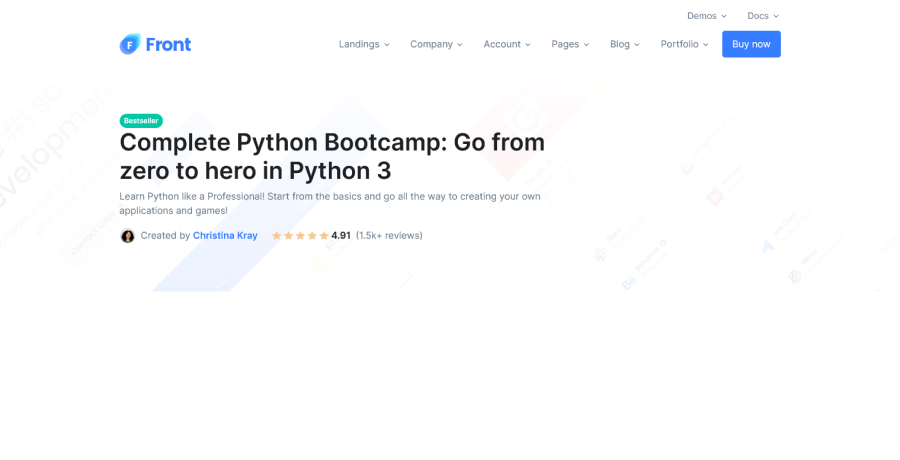 Demos
Docs
Front
Landings
Company
Account
Pages
Blog
Portfolio
Buy now
Bestseller
Complete Python Bootcamp: Go from
zero to hero in Python 3
Learn Python like a Professional! Start from the basics and go all the way to creating your own
applications and games!
Created by Christina Kray
4.91 (1.5k+ reviews)